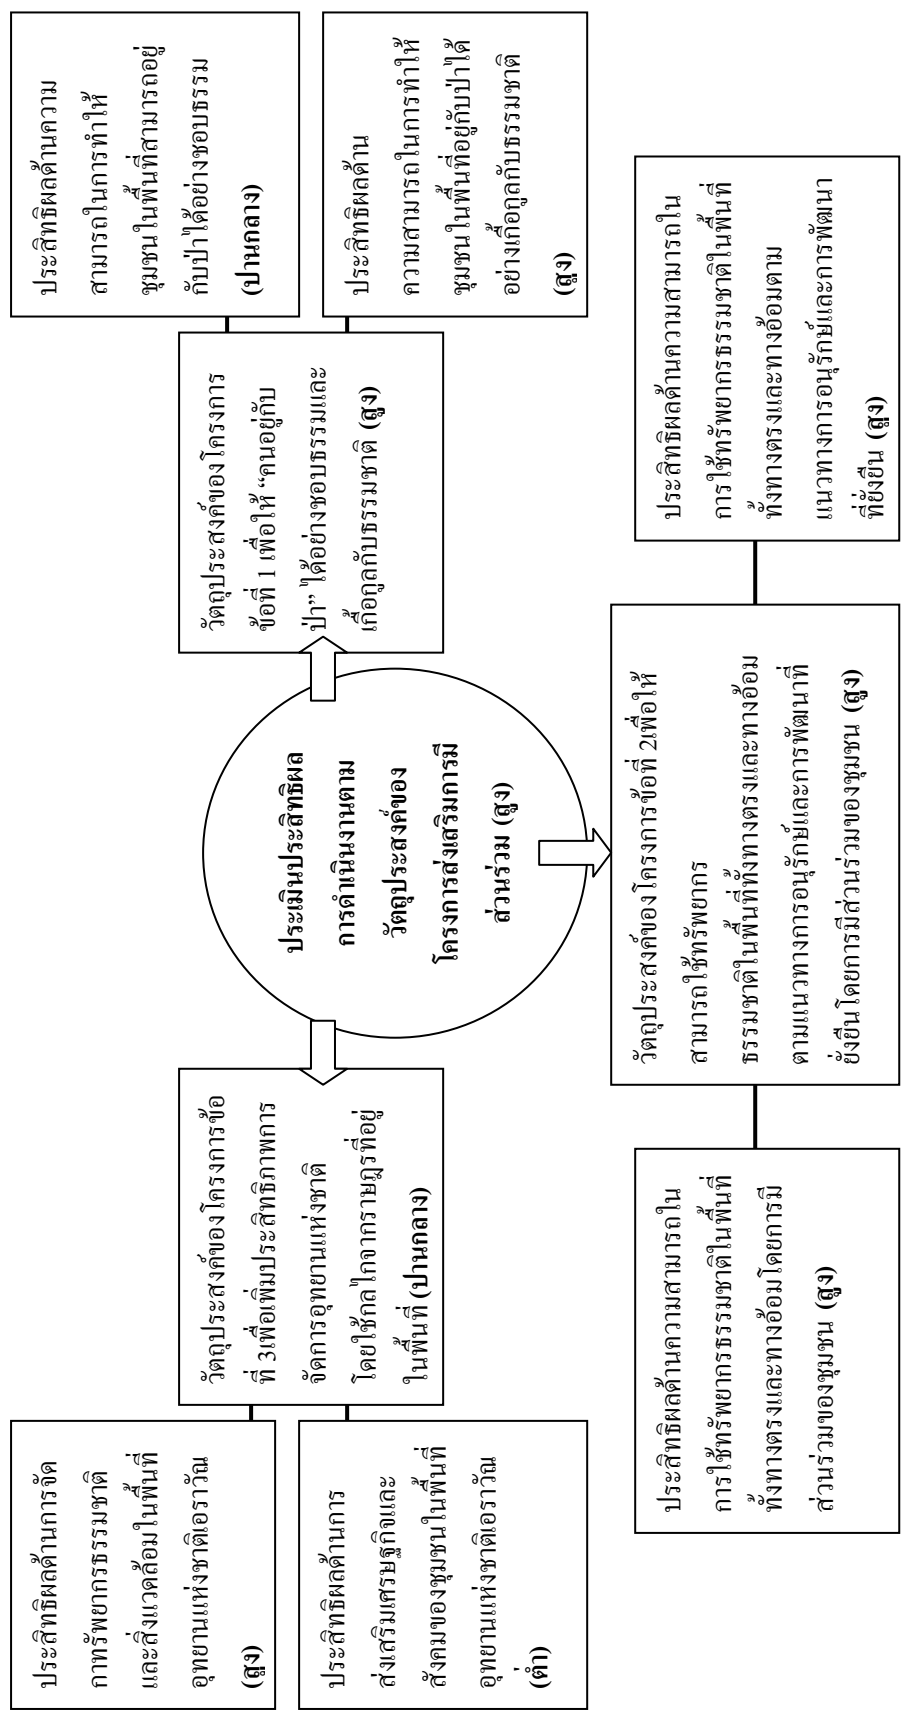 ประสิทธิผลด้านการจัด
กาทรัพยากรธรรมชาติ
และสิ่งแวดล้อมในพื้นที่
อุทยานแห่งชาติเอราวัณ
(สูง)
ประสิทธิผลด้านการ
ส่งเสริมเศรษฐกิจและ
สังคมของชุมชนในพื้นที่
อุทยานแห่งชาติเอราวัณ
(ต่ำ)
วัตถุประสงค์ของโครงการข้อ
ที่ 3เพื่อเพิ่มประสิทธิภาพการ
จัดการอุทยานแห่งชาติ
โดยใช้กลไกจากราษฎรที่อยู่
ในพื้นที่ (ปานกลาง)
ประเมินประสิทธิผล
การดำเนินงานตาม
วัตถุประสงค์ของ
โครงการส่งเสริมการมี
ส่วนร่วม (สูง)
วัตถุประสงค์ของโครงการ
ข้อที่ 1 เพื่อให้ “คนอยู่กับ
ป่า” ได้อย่างชอบธรรมและ
เกื้อกูลกับธรรมชาติ (สูง)
ประสิทธิผลด้านความ
สามารถในการทำให้
ชุมชนในพื้นที่สามารถอยู่
กับป่าได้อย่างชอบธรรม
(ปานกลาง)
ประสิทธิผลด้าน
ความสามารถในการทำให้
ชุมชนในพื้นที่อยู่กับป่าได้
อย่างเกื้อกูลกับธรรมชาติ
(สูง)
ประสิทธิผลด้านความสามารถใน
การใช้ทรัพยากรธรรมชาติในพื้นที่
ทั้งทางตรงและทางอ้อมโดยการมี
ส่วนร่วมของชุมชน (สูง)
วัตถุประสงค์ของโครงการข้อที่ 2เพื่อให้
สามารถใช้ทรัพยากร
ธรรมชาติในพื้นที่ทั้งทางตรงและทางอ้อม
ตามแนวทางการอนุรักษ์และการพัฒนาที่
ยั่งยืนโดยการมีส่วนร่วมของชุมชน (สูง)
ประสิทธิผลด้านความสามารถใน
การใช้ทรัพยากรธรรมชาติในพื้นที่
ทั้งทางตรงและทางอ้อมตาม
แนวทางการอนุรักษ์และการพัฒนา
ที่ยั่งยืน (สูง)